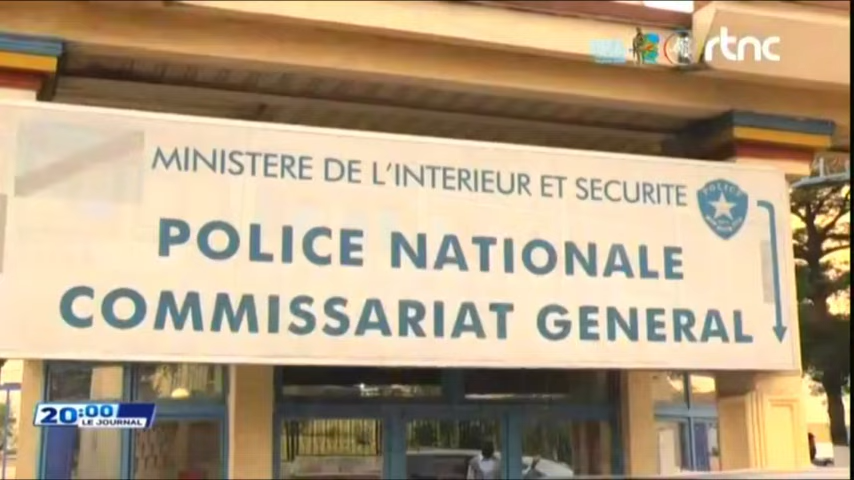 rtnc
MINISTERE DE L'INTERIEUR ET SECURITE
POLICE
POLICE NATIONALE
COMMISSARIAT GENERAL
20:00
LE JOURNAL